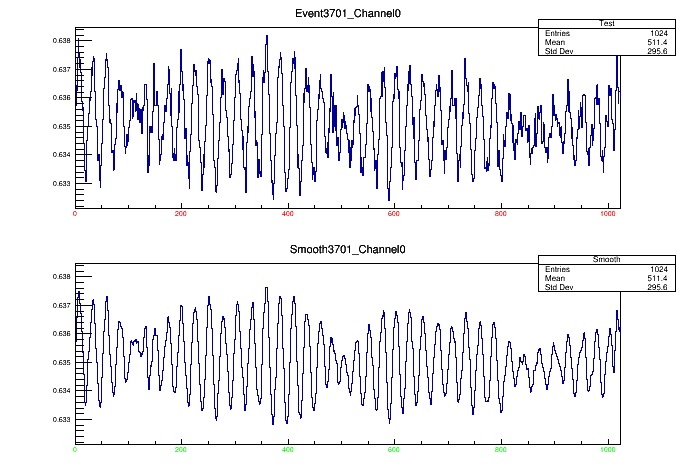 Event3701_Channel0
Test
Entries 1024
Mean 511.4
Std Dev 295.6
0.638
0.637
0.636
0.635
0.634
0.633
0 200 400 600 800 1000
Smooth3701_Channel0
Smooth
Entries 1024
Mean 511.4
Std Dev 295.6
0.638
0.637
0.636
0.635
0.634
0.633
0 200 400 600 800 1000